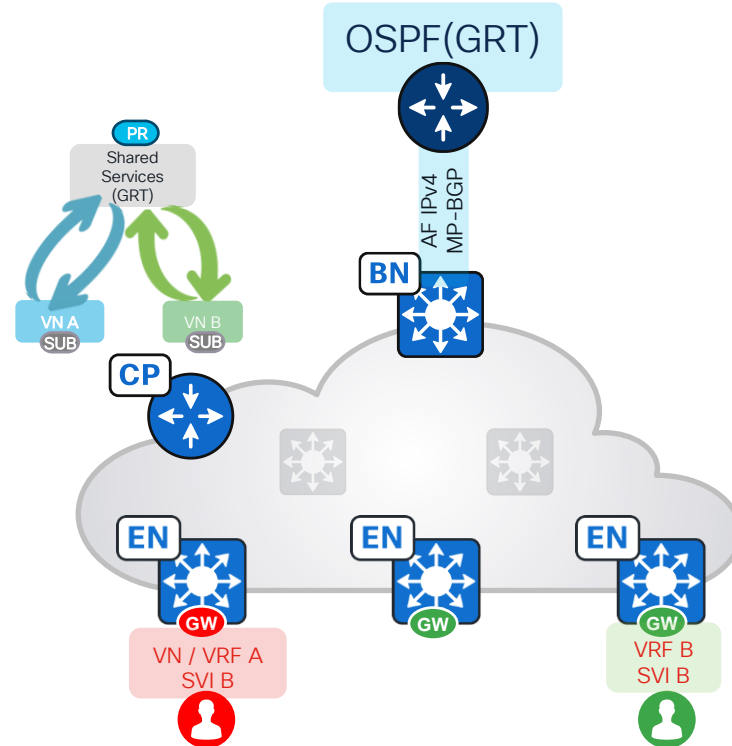 OSPF(GRT)
PR
Shared
Services
(GRT)
AF IPv4
MP-BGP
BN
VN A
SUB
VN B
SUB
CP
EN
EN
EN
GW
GW
GW
VN / VRF A
SVI B
VRF B
SVI B